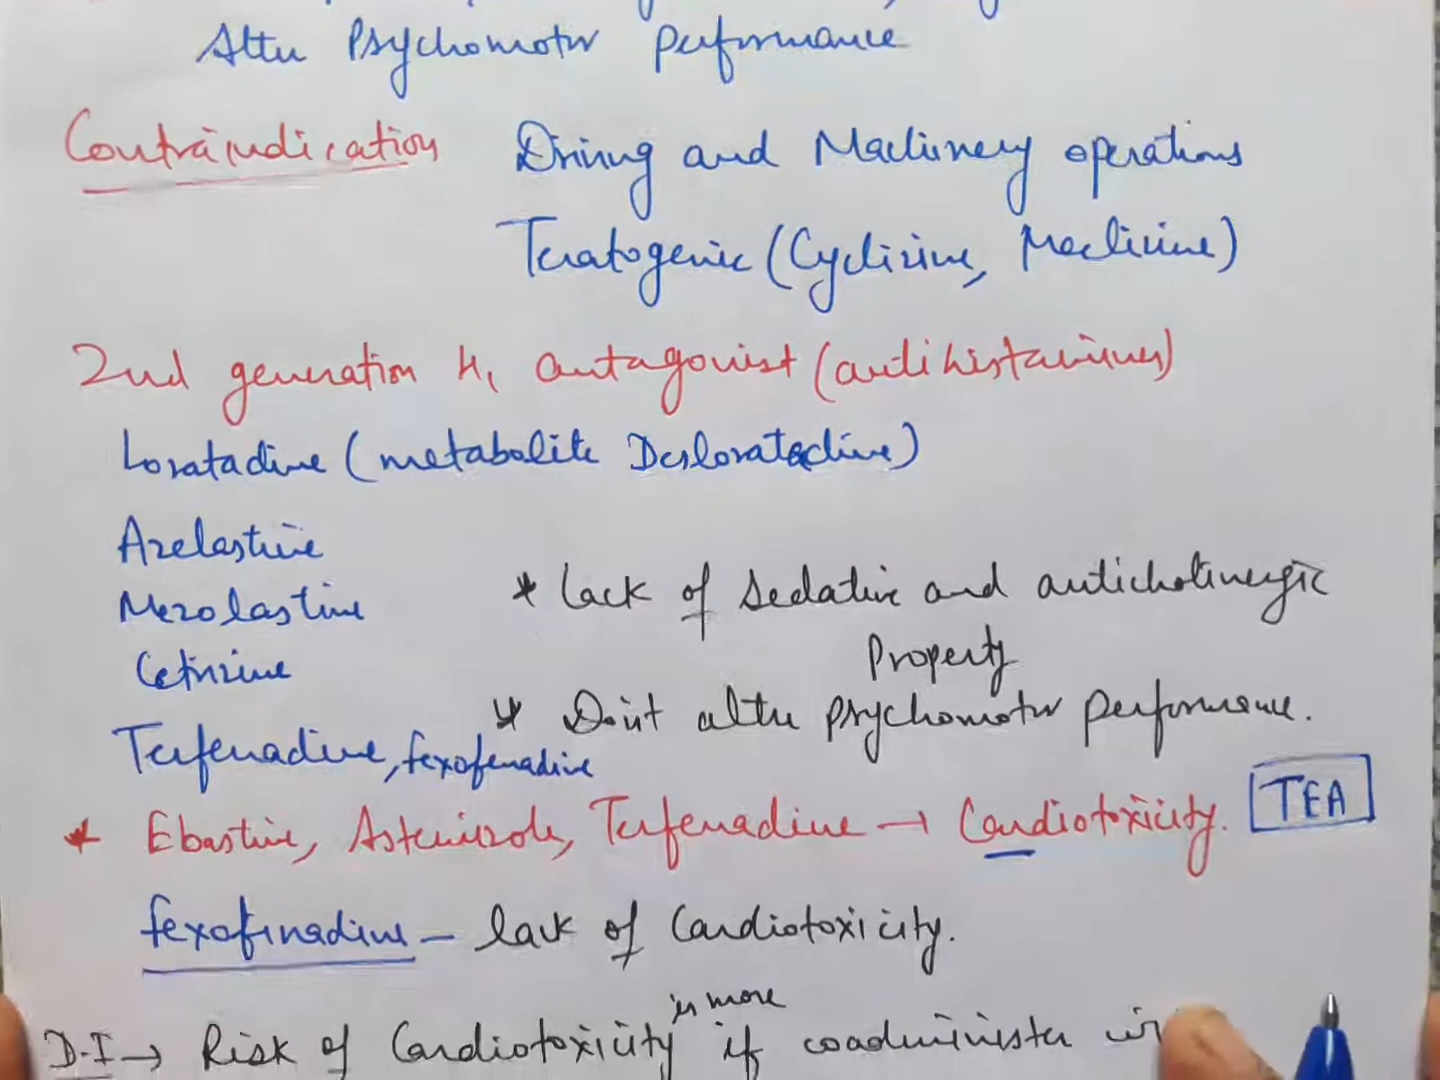 Alter Psychomotor performance
Contraindication Driving and Machinery operations
Teratogenic (Cyclizine, Meclizine)
2nd generation H1 antagonist (antihistamines)
Loratadine (metabolite Desloratadine)
Azelastine
* lack of sedative and anticholinergic
Mezolastine
Property
Cetirizine
* Don't alter psychomotor performance.
Terfenadine, fexofenadine
TEA
* Ebastine, Astemizole, Terfenadine → Cardiotoxicity.
fexofenadine - lack of Cardiotoxicity.
is more
D.I → Risk of Cardiotoxicity if coadminister